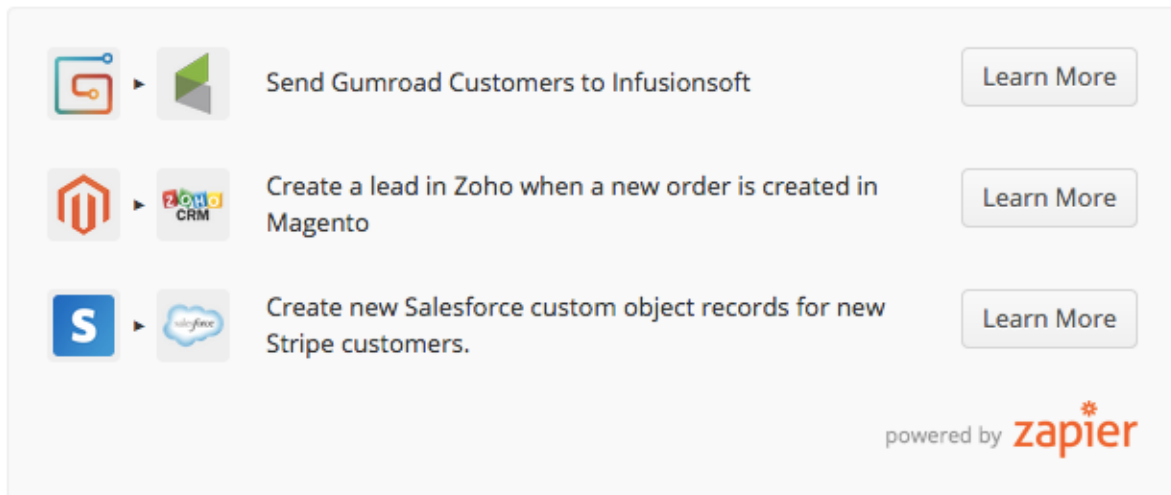 Send Gumroad Customers to Infusionsoft
Learn More
ZOHO
CRM
Create a lead in Zoho when a new order is created in
Magento
Learn More
S
salesforce
Create new Salesforce custom object records for new
Stripe customers.
Learn More
powered by zapier